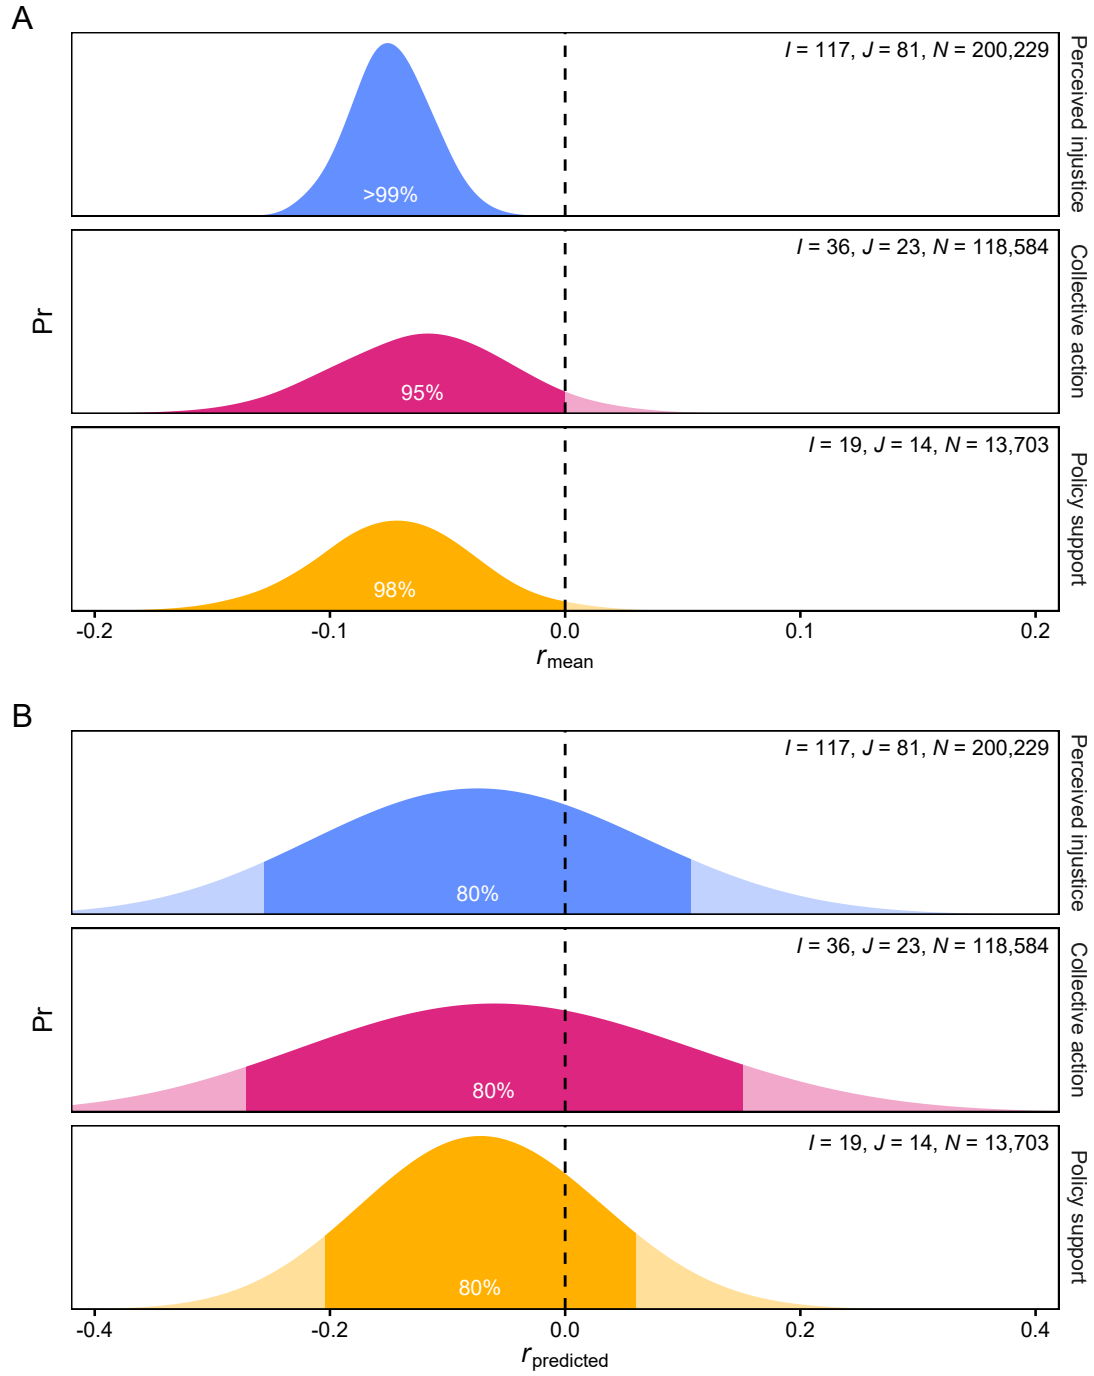 A
I = 117, J = 81, N = 200,229
Perceived injustice
>99%
I = 36, J = 23, N = 118,584
Collective action
95%
Pr
I = 19, J = 14, N = 13,703
Policy support
98%
-0.2 -0.1 0.0 0.1 0.2
r mean
B
I = 117, J = 81, N = 200,229
Perceived injustice
80%
I = 36, J = 23, N = 118,584
Collective action
80%
Pr
I = 19, J = 14, N = 13,703
Policy support
80%
-0.4 -0.2 0.0 0.2 0.4
r predicted